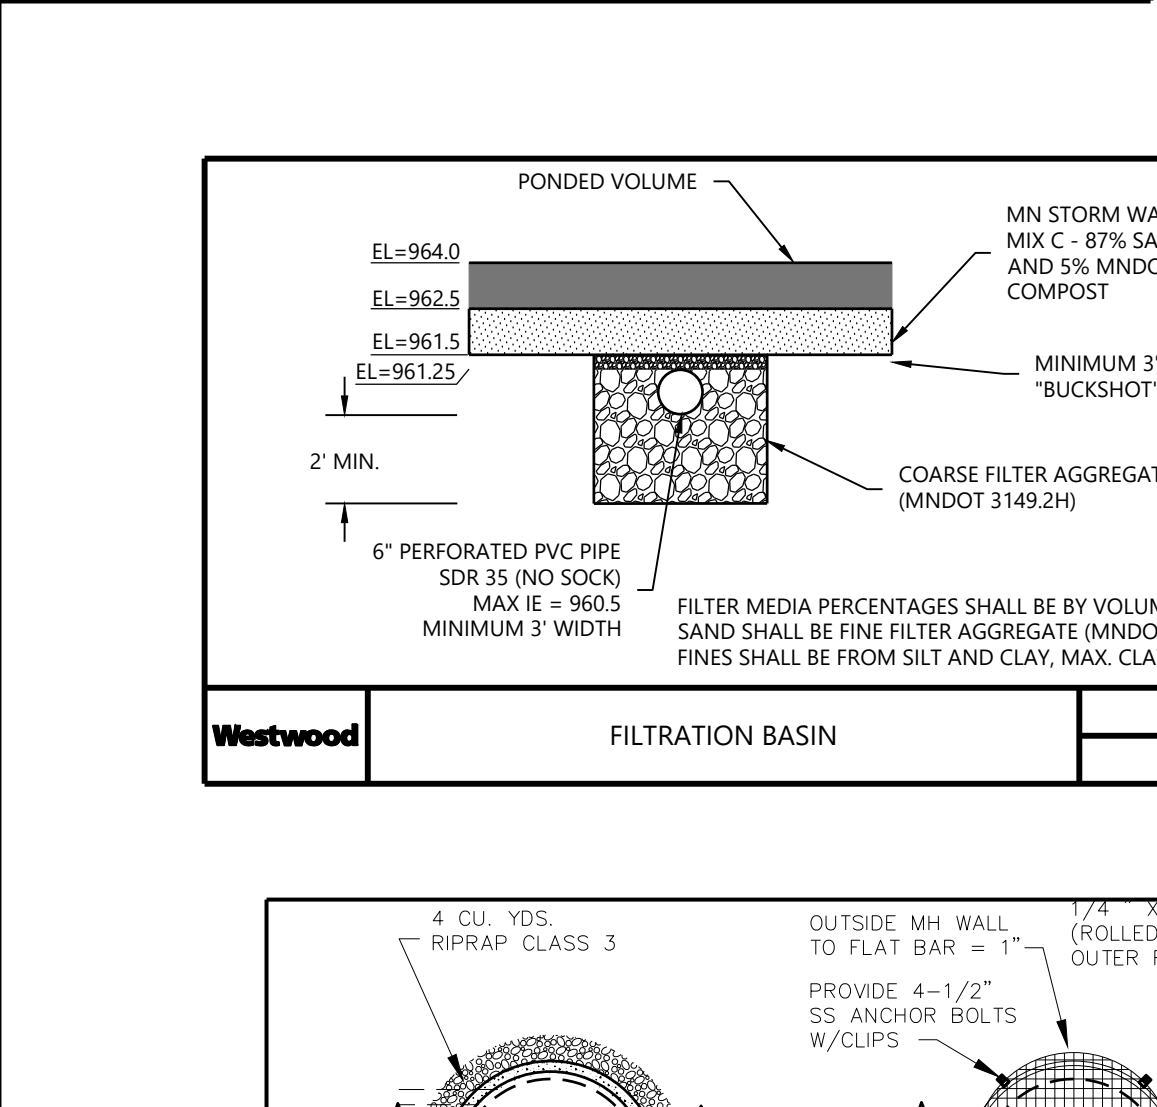 PONDED VOLUME
MN STORM WA
MIX C - 87% SA
AND 5% MNDO
COMPOST
EL=964.0
EL=962.5
EL=961.5
EL=961.25
MINIMUM 3'
"BUCKSHOT"
2' MIN.
COARSE FILTER AGGREGAT
(MNDOT 3149.2H)
6" PERFORATED PVC PIPE
SDR 35 (NO SOCK)
MAX IE = 960.5
MINIMUM 3' WIDTH
FILTER MEDIA PERCENTAGES SHALL BE BY VOLUM
SAND SHALL BE FINE FILTER AGGREGATE (MNDO
FINES SHALL BE FROM SILT AND CLAY, MAX. CLA
Westwood
FILTRATION BASIN
4 CU. YDS.
RIPRAP CLASS 3
OUTSIDE MH WALL
TO FLAT BAR = 1"
1/4 " X
(ROLLED
OUTER
PROVIDE 4-1/2"
SS ANCHOR BOLTS
W/CLIPS